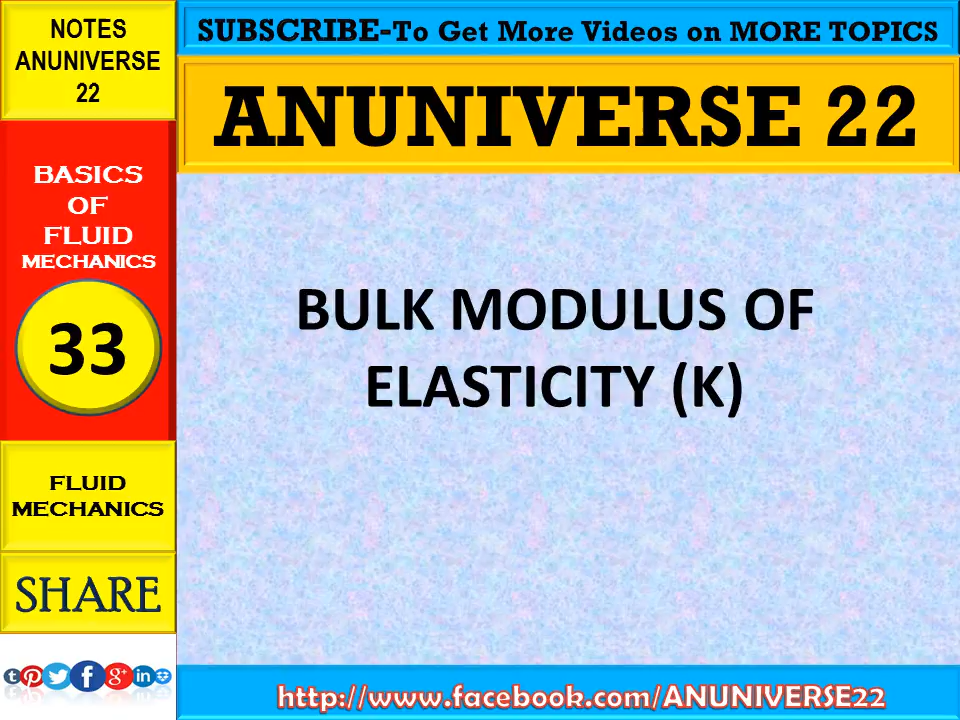 NOTES
ANUNIVERSE
22
SUBSCRIBE-To Get More Videos on MORE TOPICS
ANUNIVERSE 22
BASICS
OF
FLUID
MECHANICS
33
BULK MODULUS OF
ELASTICITY (K)
FLUID
MECHANICS
SHARE
http://www.facebook.com/ANUNIVERSE22